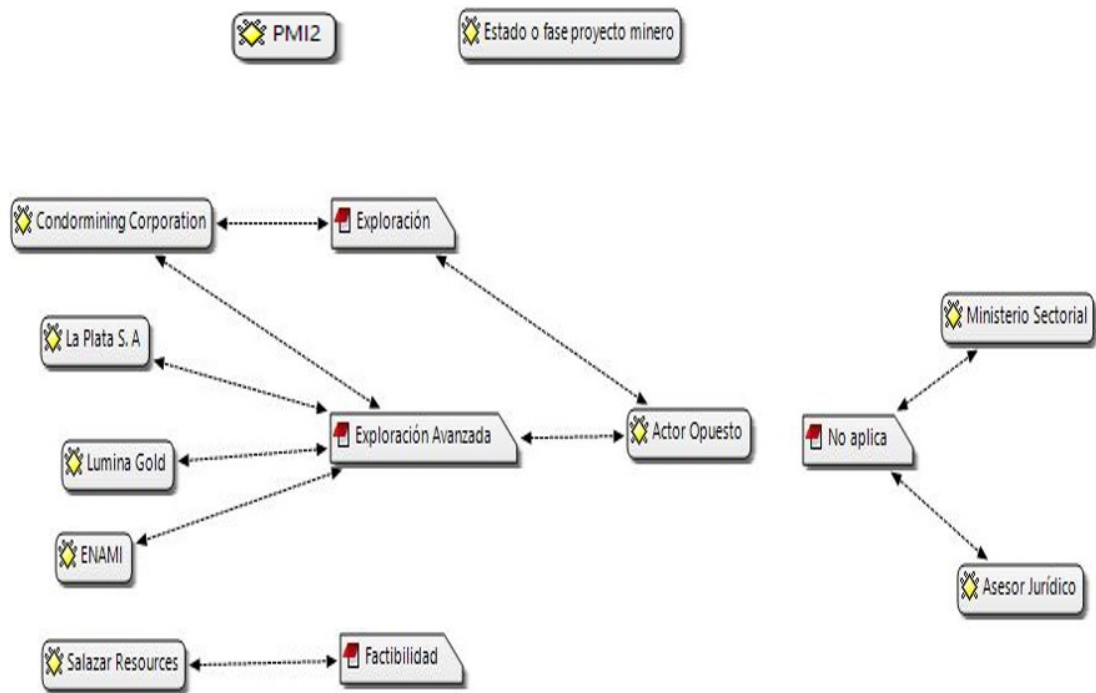 PMI2
Estado o fase proyecto minero
Condormining Corporation
Exploración
La Plata S. A
Ministerio Sectorial
Exploración Avanzada
Actor Opuesto
No aplica
Lumina Gold
ENAMI
Asesor Jurídico
Salazar Resources
Factibilidad